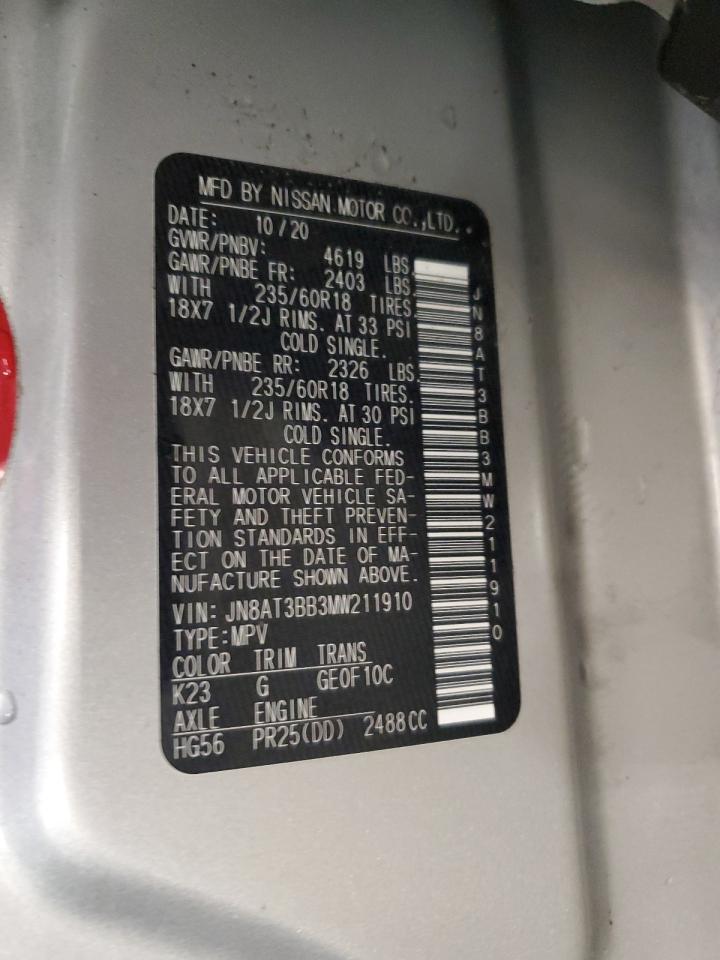 MFD BY NISSAN MOTOR CO.,LTD.
DATE: 10/20
GVWR/PNBV: 4619 LBS.
GAWR/PNBE FR: 2403 LBS.
WITH 235/60R18 TIRES.
18X7 1/2J RIMS. AT 33 PSI
COLD SINGLE.
GAWR/PNBE RR: 2326 LBS.
WITH 235/60R18 TIRES.
18X7 1/2J RIMS. AT 30 PSI
COLD SINGLE.
THIS VEHICLE CONFORMS
TO ALL APPLICABLE FED-
ERAL MOTOR VEHICLE SA-
FETY AND THEFT PREVEN-
TION STANDARDS IN EFF-
ECT ON THE DATE OF MA-
NUFACTURE SHOWN ABOVE.
VIN: JN8AT3BB3MW211910
TYPE:MPV
COLOR TRIM TRANS
K23 G GE0F10C
AXLE ENGINE
HG56 PR25(DD) 2488CC
JN8AT3BB3MW211910